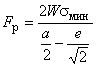 Fр = 2Wσмин / (a/2 − e/√2)